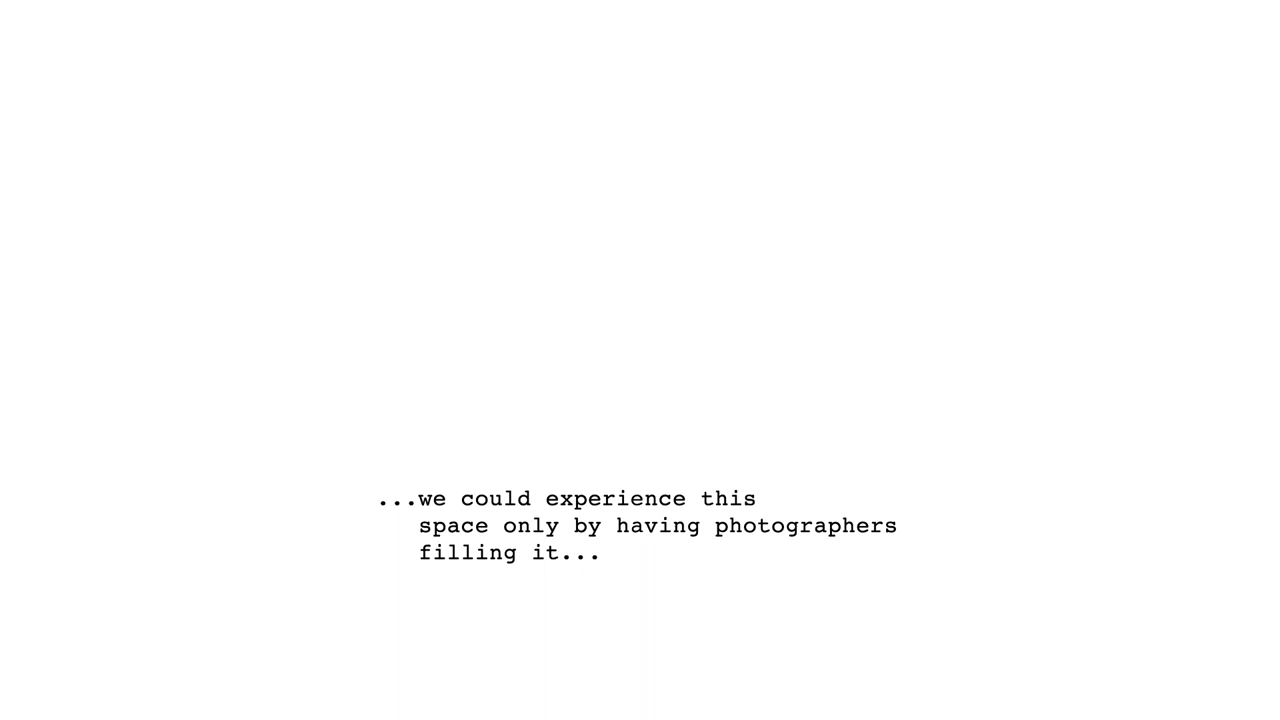 ...we could experience this
space only by having photographers
filling it...